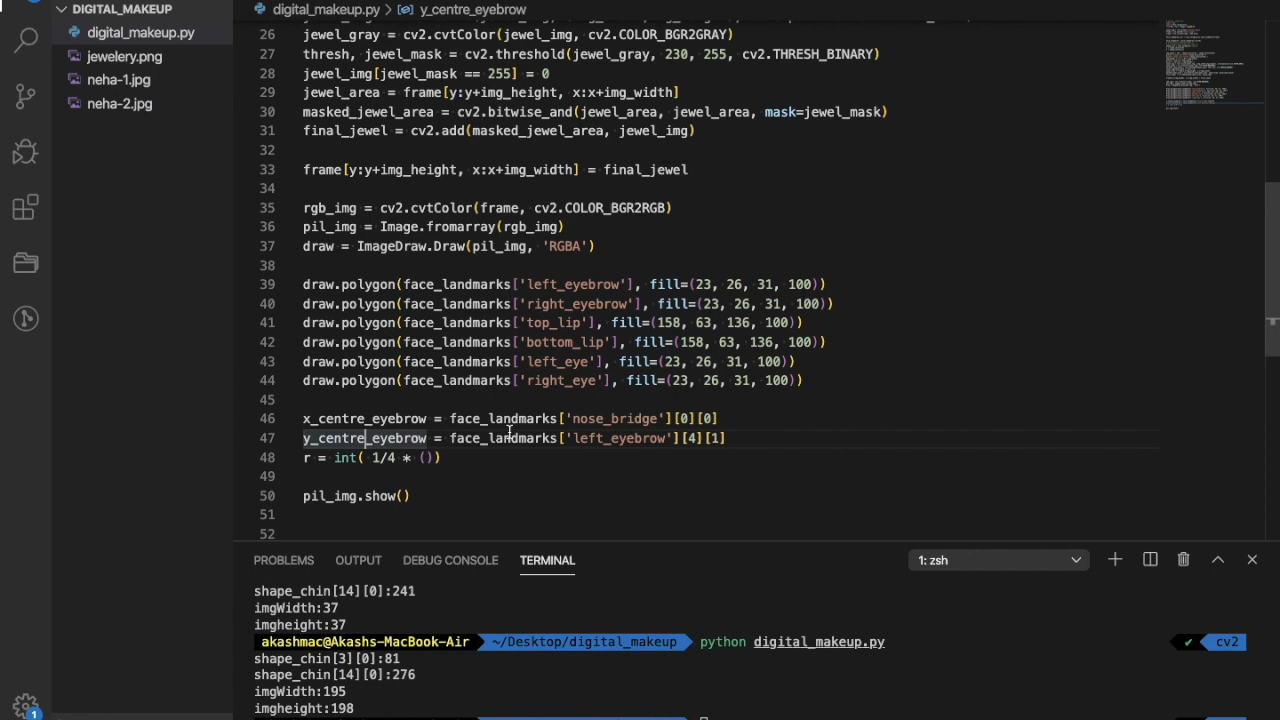 DIGITAL_MAKEUP
digital_makeup.py
jewelery.png
neha-1.jpg
neha-2.jpg
1
digital_makeup.py > y_centre_eyebrow
26 jewel_gray = cv2.cvtColor(jewel_img, cv2.COLOR_BGR2GRAY)
27 thresh, jewel_mask = cv2.threshold(jewel_gray, 230, 255, cv2.THRESH_BINARY)
28 jewel_img[jewel_mask == 255] = 0
29 jewel_area = frame[y:y+img_height, x:x+img_width]
30 masked_jewel_area = cv2.bitwise_and(jewel_area, jewel_area, mask=jewel_mask)
31 final_jewel = cv2.add(masked_jewel_area, jewel_img)
32
33 frame[y:y+img_height, x:x+img_width] = final_jewel
34
35 rgb_img = cv2.cvtColor(frame, cv2.COLOR_BGR2RGB)
36 pil_img = Image.fromarray(rgb_img)
37 draw = ImageDraw.Draw(pil_img, 'RGBA')
38
39 draw.polygon(face_landmarks['left_eyebrow'], fill=(23, 26, 31, 100))
40 draw.polygon(face_landmarks['right_eyebrow'], fill=(23, 26, 31, 100))
41 draw.polygon(face_landmarks['top_lip'], fill=(158, 63, 136, 100))
42 draw.polygon(face_landmarks['bottom_lip'], fill=(158, 63, 136, 100))
43 draw.polygon(face_landmarks['left_eye'], fill=(23, 26, 31, 100))
44 draw.polygon(face_landmarks['right_eye'], fill=(23, 26, 31, 100))
45
46 x_centre_eyebrow = face_landmarks['nose_bridge'][0][0]
47 y_centre_eyebrow = face_landmarks['left_eyebrow'][4][1]
48 r = int( 1/4 * ())
49
50 pil_img.show()
51
52
PROBLEMS OUTPUT DEBUG CONSOLE TERMINAL 1: zsh
shape_chin[14][0]:241
imgWidth:37
imgheight:37
akashmac@Akashs-MacBook-Air ~/Desktop/digital_makeup python digital_makeup.py ✔ cv2
shape_chin[3][0]:81
shape_chin[14][0]:276
imgWidth:195
imgheight:198